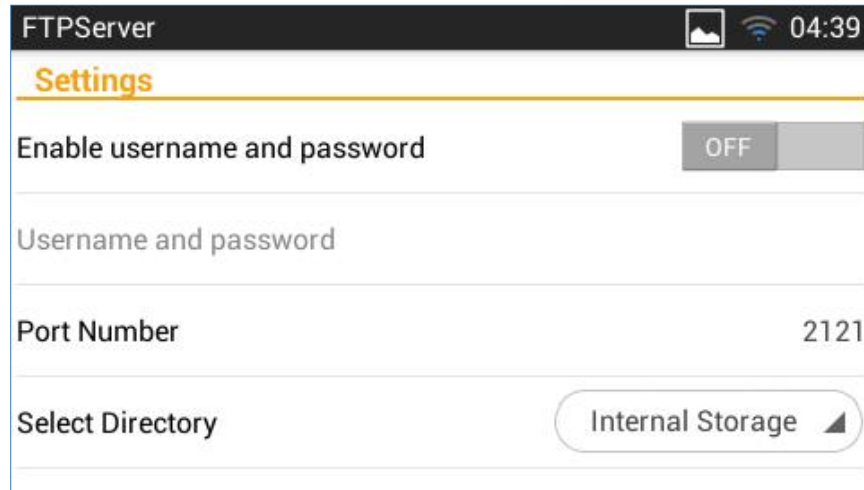 FTPServer 04:39
Settings
Enable username and password OFF
Username and password
Port Number 2121
Select Directory Internal Storage